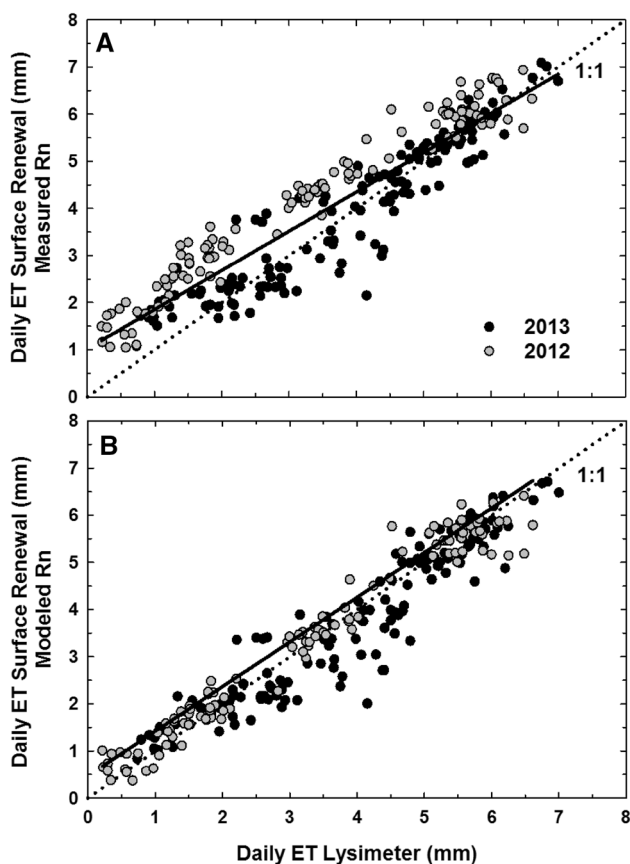 A
Daily ET Surface Renewal (mm)
Measured Rn
8
7
6
5
4
3
2
1
0
1:1
2013
2012
B
Daily ET Surface Renewal (mm)
Modeled Rn
8
7
6
5
4
3
2
1
0
1:1
0 1 2 3 4 5 6 7 8
Daily ET Lysimeter (mm)